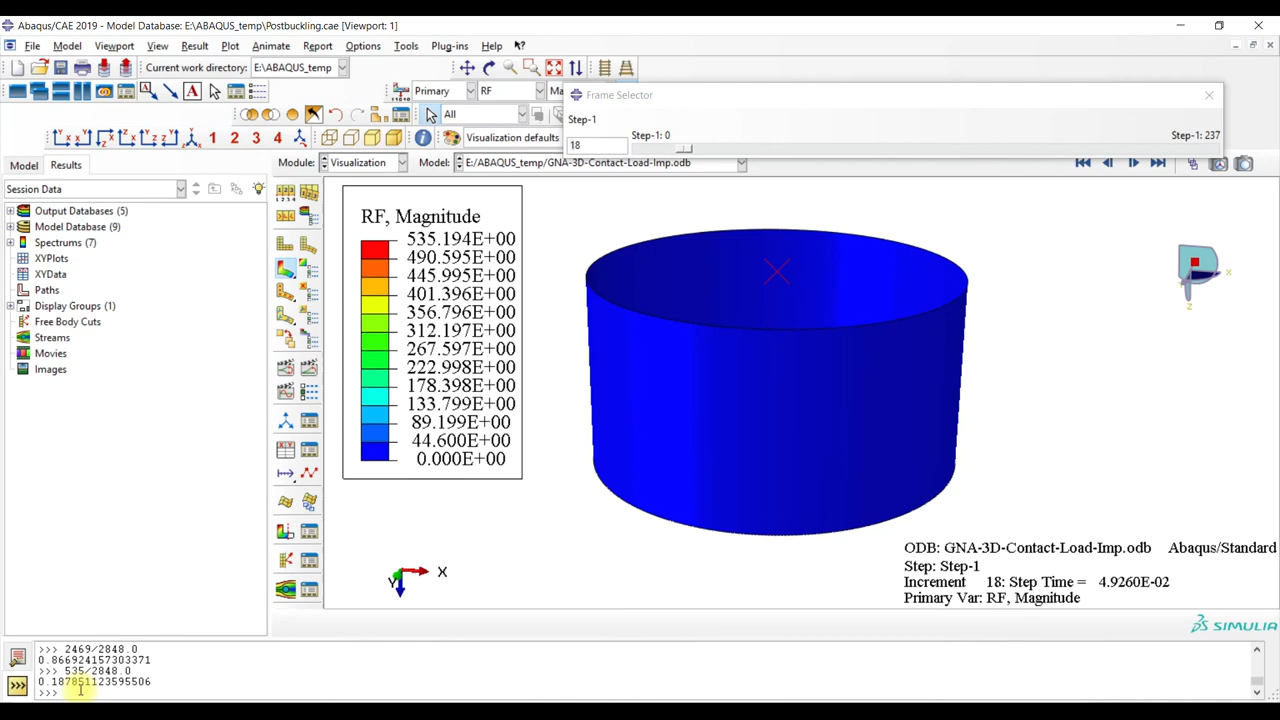 Abaqus/CAE 2019 - Model Database: E:\ABAQUS_temp\Postbuckling.cae [Viewport: 1]
File Model Viewport View Result Plot Animate Report Options Tools Plug-ins Help
Current work directory: E:\ABAQUS_temp
A Primary RF Ma
Frame Selector
All
Step-1
1 2 3 4
Visualization defaults
18
Step-1: 0
Step-1: 237
Model Results
Module: Visualization Model: E:/ABAQUS_temp/GNA-3D-Contact-Load-Imp.odb
Session Data
Output Databases (5)
Model Database (9)
Spectrums (7)
XYPlots
XYData
Paths
Display Groups (1)
Free Body Cuts
Streams
Movies
Images
RF, Magnitude
535.194E+00
490.595E+00
445.995E+00
401.396E+00
356.796E+00
312.197E+00
267.597E+00
222.998E+00
178.398E+00
133.799E+00
89.199E+00
44.600E+00
0.000E+00
X
Z
X
Y
ODB: GNA-3D-Contact-Load-Imp.odb Abaqus/Standard
Step: Step-1
Increment 18: Step Time = 4.9260E-02
Primary Var: RF, Magnitude
SIMULIA
>>> 2469/2848.0
0.866924157303371
>>> 535/2848.0
0.187851123595506
>>>